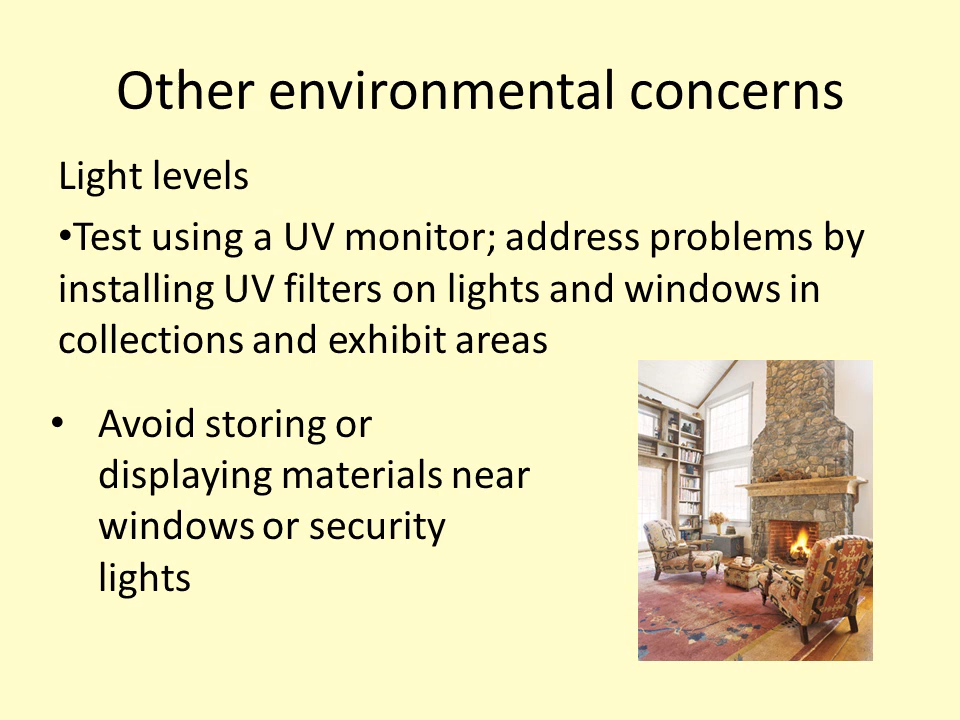 Other environmental concerns
Light levels
•Test using a UV monitor; address problems by
installing UV filters on lights and windows in
collections and exhibit areas
• Avoid storing or
displaying materials near
windows or security
lights